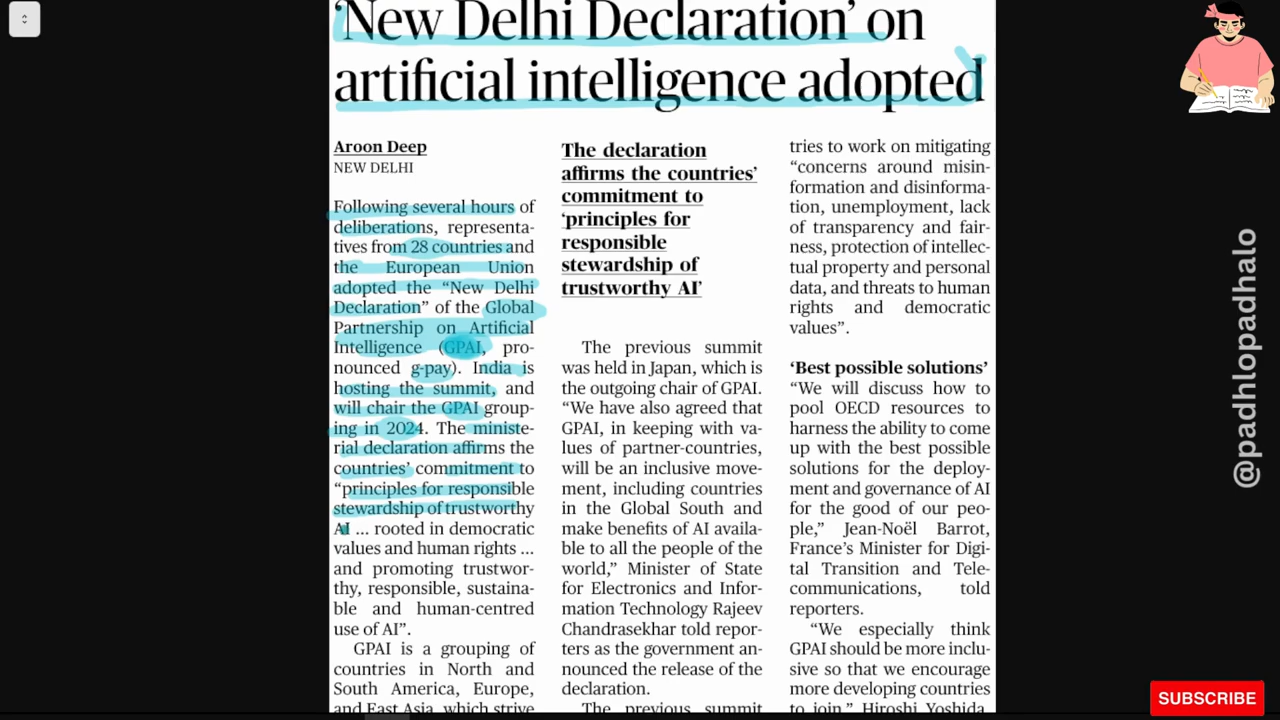 ‘New Delhi Declaration’ on
artificial intelligence adopted
Aroon Deep
NEW DELHI
Following several hours of
deliberations, representa-
tives from 28 countries and
the European Union
adopted the “New Delhi
Declaration” of the Global
Partnership on Artificial
Intelligence (GPAI, pro-
nounced g-pay). India is
hosting the summit, and
will chair the GPAI group-
ing in 2024. The ministe-
rial declaration affirms the
countries’ commitment to
“principles for responsible
stewardship of trustworthy
AI ... rooted in democratic
values and human rights ...
and promoting trustwor-
thy, responsible, sustaina-
ble and human-centred
use of AI”.
GPAI is a grouping of
countries in North and
South America, Europe,
and East Asia, which strive
The declaration
affirms the countries’
commitment to
‘principles for
responsible
stewardship of
trustworthy AI’
The previous summit
was held in Japan, which is
the outgoing chair of GPAI.
“We have also agreed that
GPAI, in keeping with va-
lues of partner-countries,
will be an inclusive move-
ment, including countries
in the Global South and
make benefits of AI availa-
ble to all the people of the
world,” Minister of State
for Electronics and Infor-
mation Technology Rajeev
Chandrasekhar told repor-
ters as the government an-
nounced the release of the
declaration.
The previous summit
tries to work on mitigating
“concerns around misin-
formation and disinforma-
tion, unemployment, lack
of transparency and fair-
ness, protection of intellec-
tual property and personal
data, and threats to human
rights and democratic
values”.
‘Best possible solutions’
“We will discuss how to
pool OECD resources to
harness the ability to come
up with the best possible
solutions for the deploy-
ment and governance of AI
for the good of our peo-
ple,” Jean-Noël Barrot,
France’s Minister for Digi-
tal Transition and Tele-
communications, told
reporters.
“We especially think
GPAI should be more inclu-
sive so that we encourage
more developing countries
to join,” Hiroshi Yoshida,
@padhlopadhalo
SUBSCRIBE